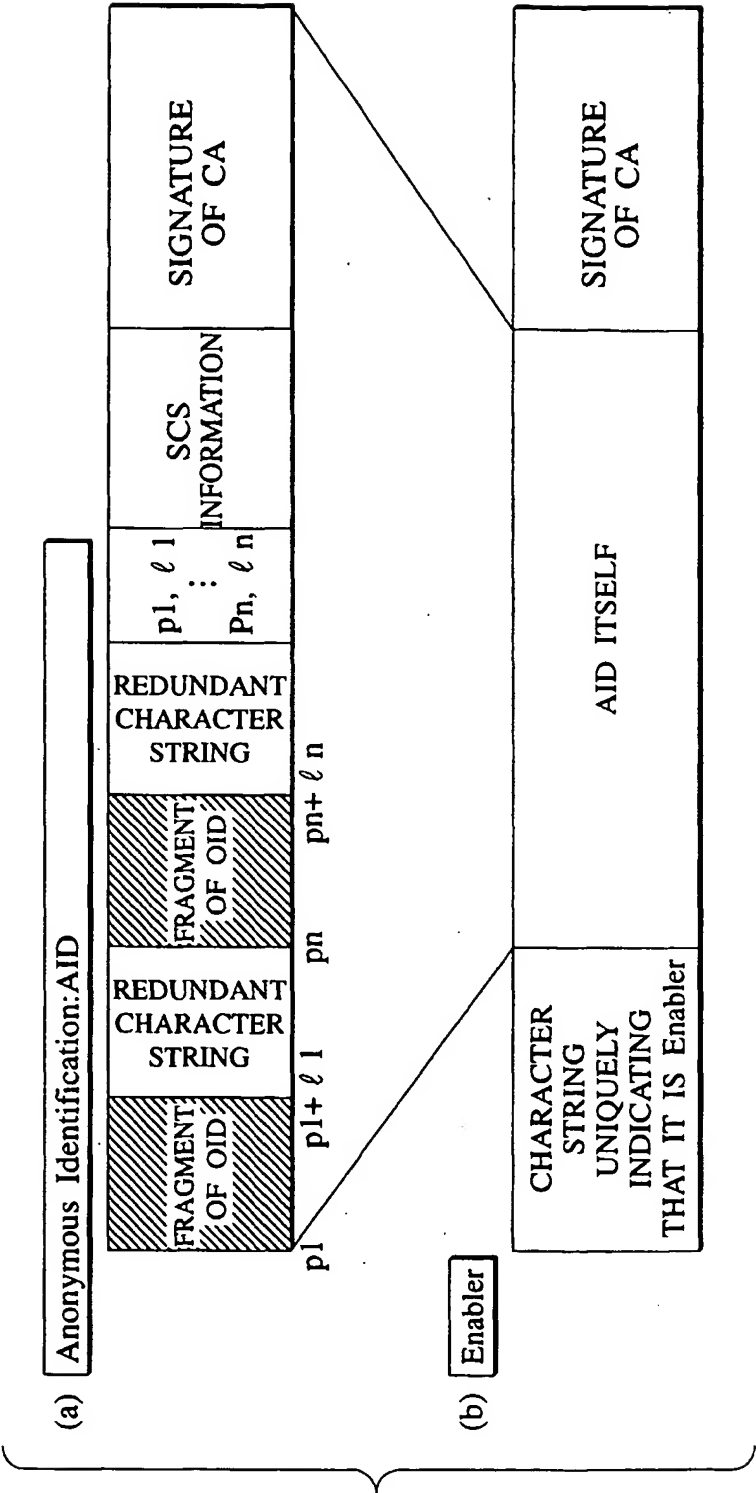 (a) Anonymous Identification:AID
FRAGMENT
OF OID
REDUNDANT
CHARACTER
STRING
FRAGMENT
OF OID
REDUNDANT
CHARACTER
STRING
p1, ℓ 1
⋮
Pn, ℓ n
SCS
INFORMATION
SIGNATURE
OF CA
p1
p1+ ℓ 1
pn
pn+ ℓ n
(b) Enabler
CHARACTER
STRING
UNIQUELY
INDICATING
THAT IT IS Enabler
AID ITSELF
SIGNATURE
OF CA